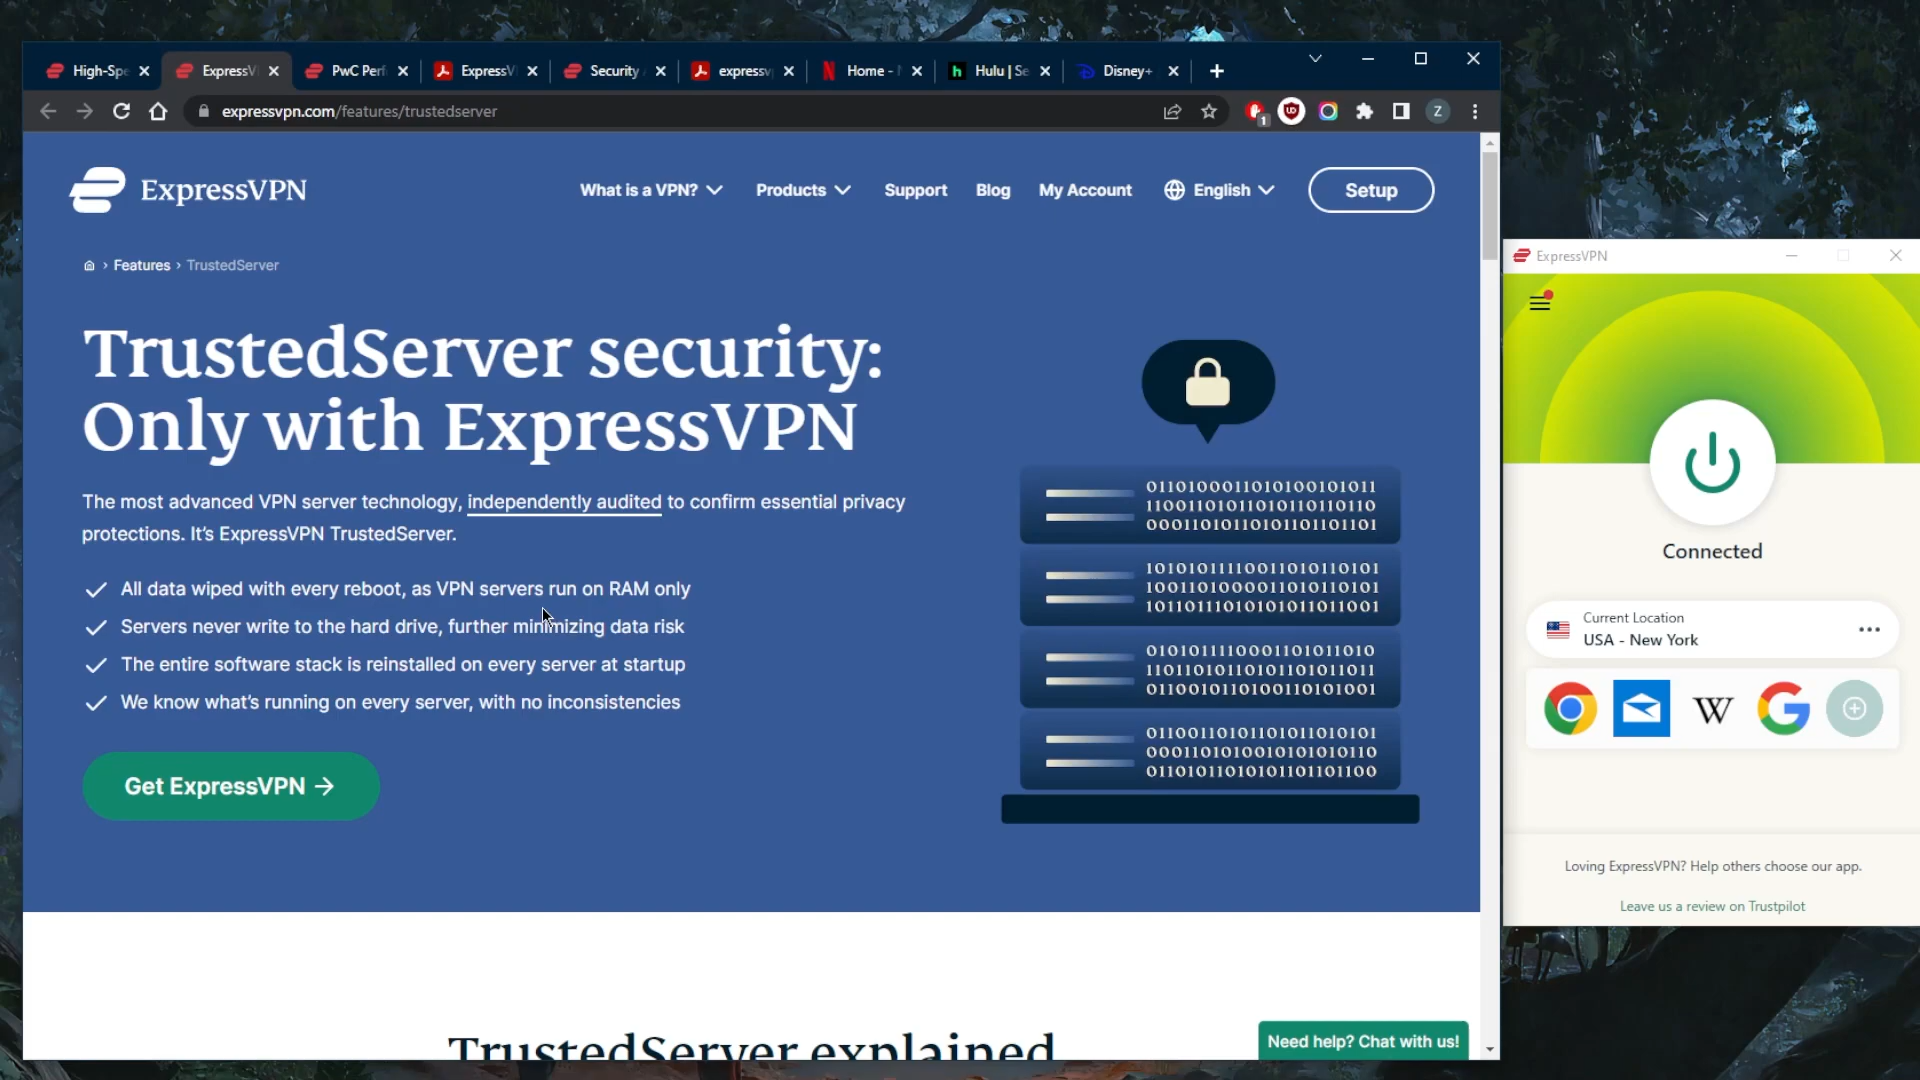 High-Spe
ExpressV
PwC Perf
ExpressV
Security
expressv
Home -
Hulu | Se
Disney+
expressvpn.com/features/trustedserver
1
Z
ExpressVPN
What is a VPN?
Products
Support
Blog
My Account
English
Setup
Features › TrustedServer
TrustedServer security:
Only with ExpressVPN
The most advanced VPN server technology, independently audited to confirm essential privacy
protections. It's ExpressVPN TrustedServer.
All data wiped with every reboot, as VPN servers run on RAM only
Servers never write to the hard drive, further minimizing data risk
The entire software stack is reinstalled on every server at startup
We know what's running on every server, with no inconsistencies
Get ExpressVPN →
TrustedServer explained
Need help? Chat with us!
ExpressVPN
Connected
Current Location
USA - New York
W
Loving ExpressVPN? Help others choose our app.
Leave us a review on Trustpilot